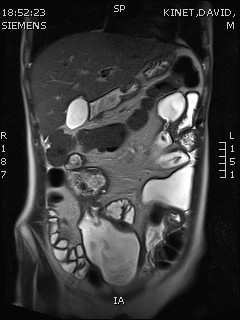 18:52:23 SP KINET,DAVID,
SIEMENS M
R L
1 1
8 5
7 1
IA